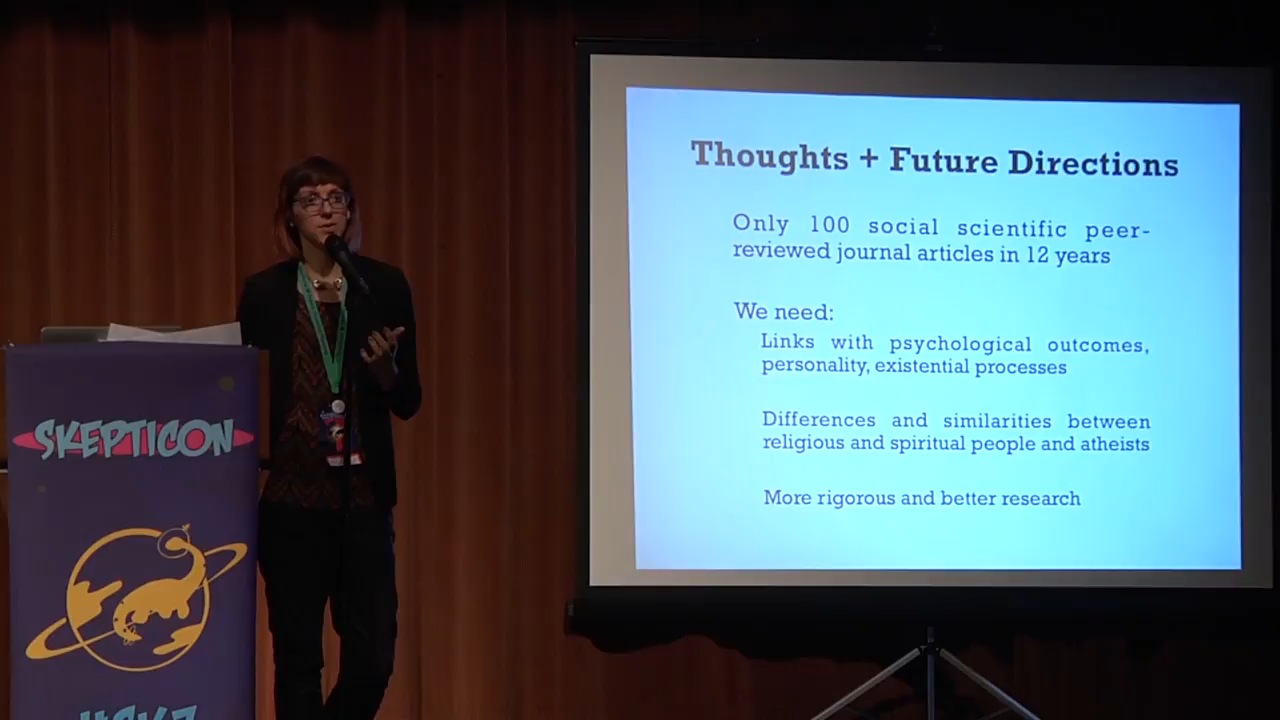 Thoughts + Future Directions
Only 100 social scientific peer-
reviewed journal articles in 12 years
We need:
Links with psychological outcomes,
personality, existential processes
Differences and similarities between
religious and spiritual people and atheists
More rigorous and better research
SKEPTICON